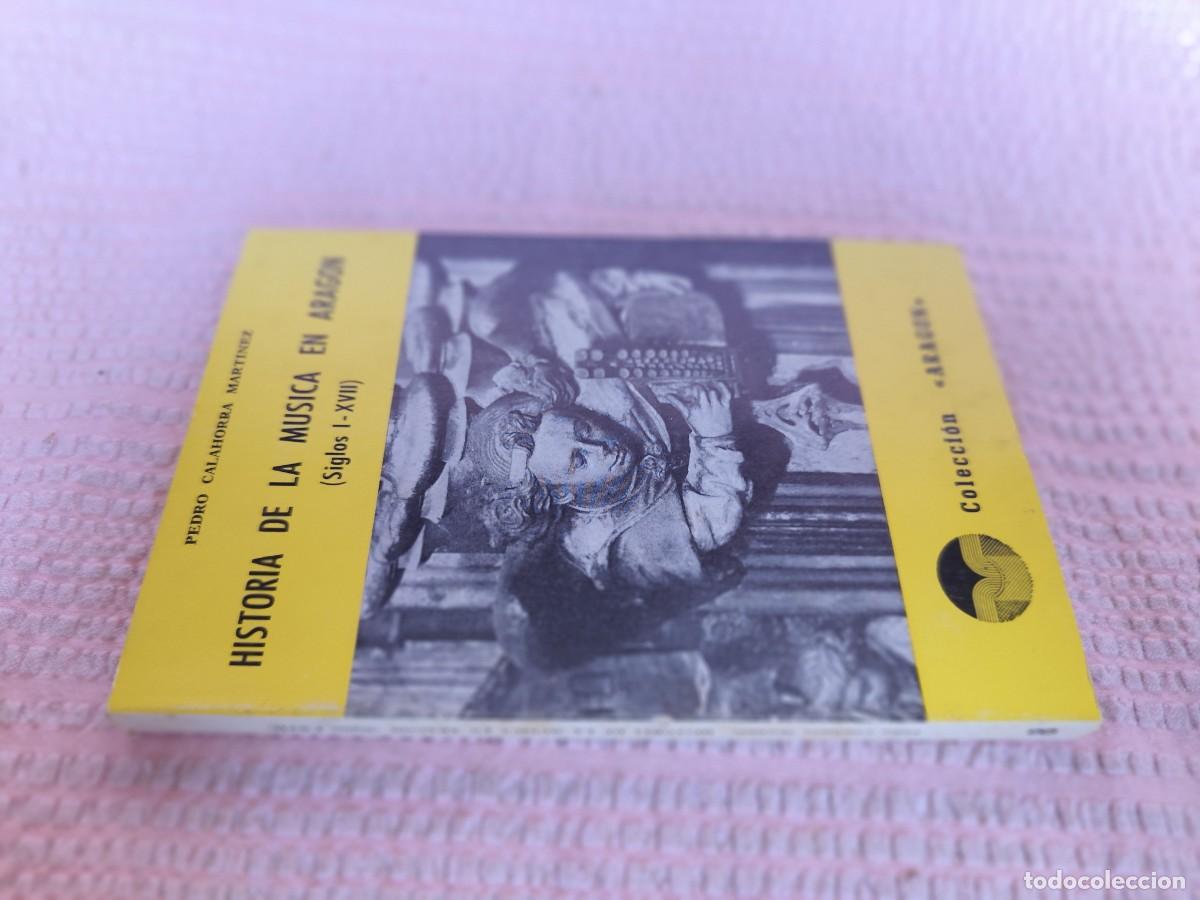 PEDRO CALAHORRA MARTINEZ
HISTORIA DE LA MUSICA EN ARAGON
(Siglos I-XVII)
Colección «ARAGON»
todocoleccion